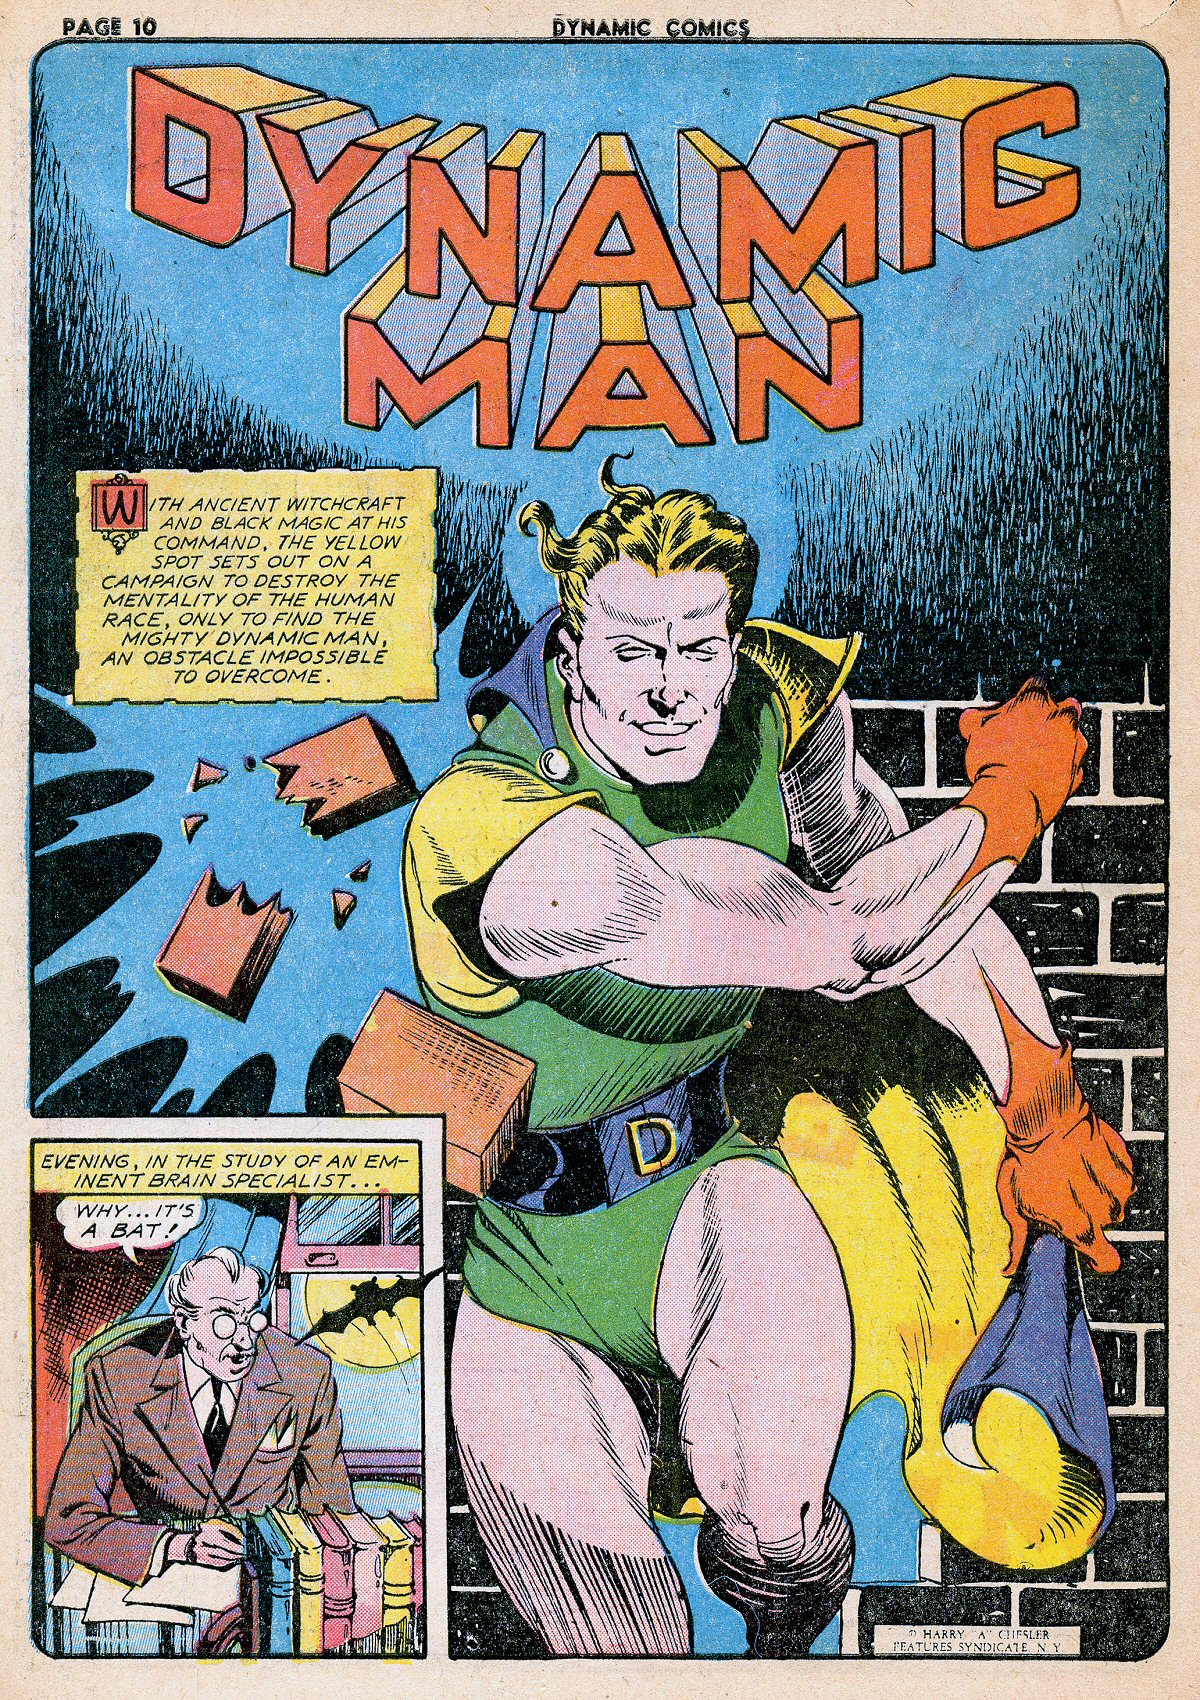 PAGE 10
DYNAMIC COMICS
DYNAMIC
MAN
WITH ANCIENT WITCHCRAFT
AND BLACK MAGIC AT HIS
COMMAND, THE YELLOW
SPOT SETS OUT ON A
CAMPAIGN TO DESTROY THE
MENTALITY OF THE HUMAN
RACE, ONLY TO FIND THE
MIGHTY DYNAMIC MAN,
AN OBSTACLE IMPOSSIBLE
TO OVERCOME.
D
EVENING, IN THE STUDY OF AN EM-
INENT BRAIN SPECIALIST...
WHY... IT'S
A BAT!
© HARRY "A" CHESLER
FEATURES SYNDICATE N Y